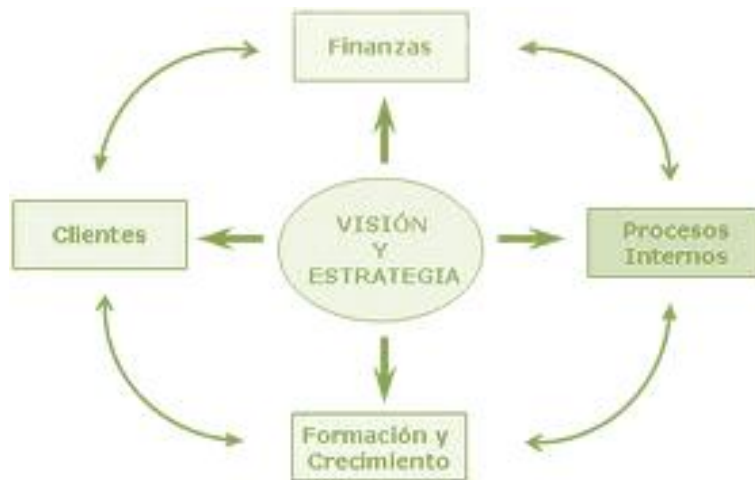 Finanzas
Clientes
VISIÓN
Y
ESTRATEGIA
Procesos
Internos
Formación y
Crecimiento